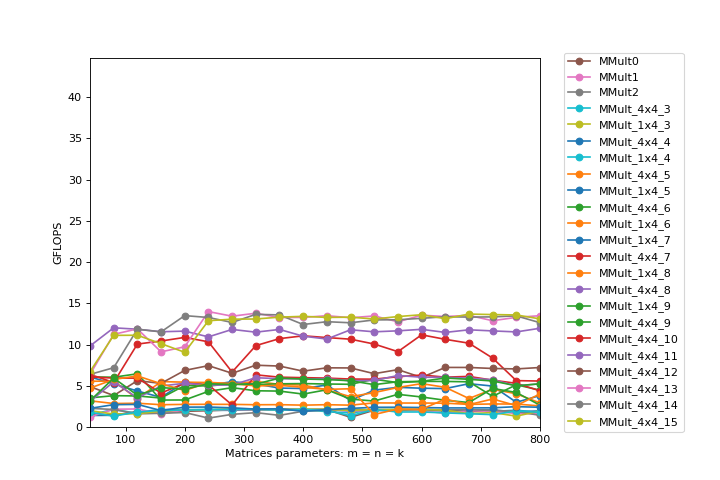 40
35
30
25
20
15
10
5
0
GFLOPS
100 200 300 400 500 600 700 800
Matrices parameters: m = n = k
MMult0
MMult1
MMult2
MMult_4x4_3
MMult_1x4_3
MMult_4x4_4
MMult_1x4_4
MMult_4x4_5
MMult_1x4_5
MMult_4x4_6
MMult_1x4_6
MMult_1x4_7
MMult_4x4_7
MMult_1x4_8
MMult_4x4_8
MMult_1x4_9
MMult_4x4_9
MMult_4x4_10
MMult_4x4_11
MMult_4x4_12
MMult_4x4_13
MMult_4x4_14
MMult_4x4_15